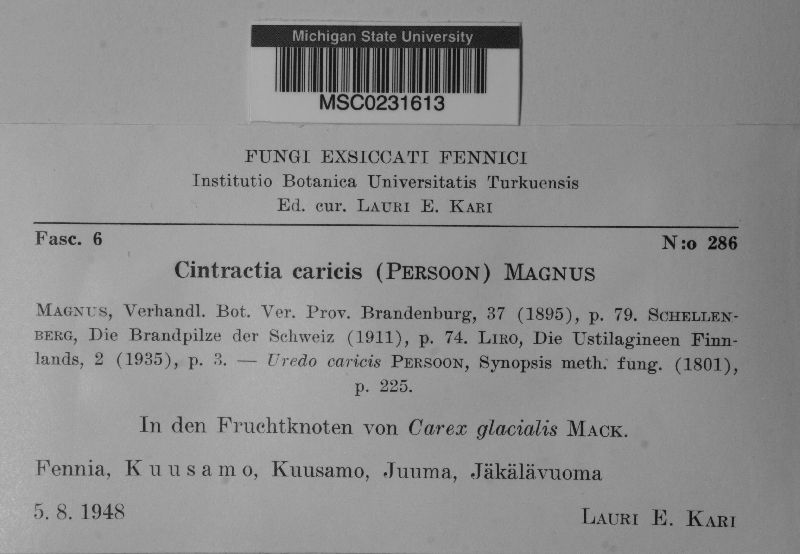 Michigan State University
MSC0231613
FUNGI EXSICCATI FENNICI
Institutio Botanica Universitatis Turkuensis
Ed. cur. LAURI E. KARI
Fasc. 6 N:o 286
Cintractia caricis (PERSOON) MAGNUS
MAGNUS, Verhandl. Bot. Ver. Prov. Brandenburg, 37 (1895), p. 79. SCHELLEN-
BERG, Die Brandpilze der Schweiz (1911), p. 74. LIRO, Die Ustilagineen Finn-
lands, 2 (1935), p. 3. — Uredo caricis PERSOON, Synopsis meth. fung. (1801),
p. 225.
In den Fruchtknoten von Carex glacialis MACK.
Fennia, Kuusamo, Kuusamo, Juuma, Jäkälävuoma
5. 8. 1948 LAURI E. KARI